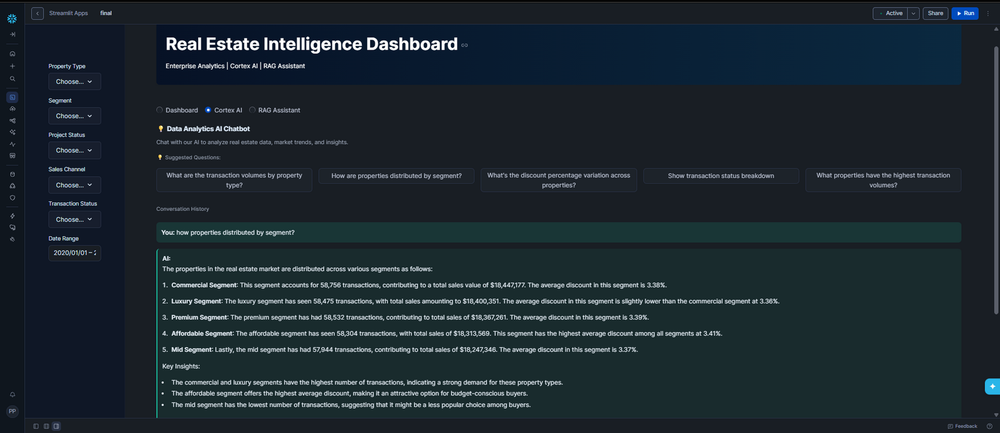 Streamlit Apps
final
Active
Share
Run
Property Type
Choose...
Segment
Choose...
Project Status
Choose...
Sales Channel
Choose...
Transaction Status
Choose...
Date Range
2020/01/01 –
Real Estate Intelligence Dashboard
Enterprise Analytics | Cortex AI | RAG Assistant
Dashboard
Cortex AI
RAG Assistant
Data Analytics AI Chatbot
Chat with our AI to analyze real estate data, market trends, and insights.
Suggested Questions:
What are the transaction volumes by property
type?
How are properties distributed by segment?
What's the discount percentage variation across
properties?
Show transaction status breakdown
What properties have the highest transaction
volumes?
Conversation History
You: how properties distributed by segment?
AI:
The properties in the real estate market are distributed across various segments as follows:
1. Commercial Segment: This segment accounts for 58,756 transactions, contributing to a total sales value of $18,447,177. The average discount in this segment is 3.38%.
2. Luxury Segment: The luxury segment has seen 58,475 transactions, with total sales amounting to $18,400,351. The average discount in this segment is slightly lower than the commercial segment at 3.36%.
3. Premium Segment: The premium segment has had 58,532 transactions, contributing to total sales of $18,367,261. The average discount in this segment is 3.39%.
4. Affordable Segment: The affordable segment has seen 58,304 transactions, with total sales of $18,313,569. This segment has the highest average discount among all segments at 3.41%.
5. Mid Segment: Lastly, the mid segment has had 57,944 transactions, contributing to total sales of $18,247,346. The average discount in this segment is 3.37%.
Key Insights:
• The commercial and luxury segments have the highest number of transactions, indicating a strong demand for these property types.
• The affordable segment offers the highest average discount, making it an attractive option for budget-conscious buyers.
• The mid segment has the lowest number of transactions, suggesting that it might be a less popular choice among buyers.
PP
Feedback